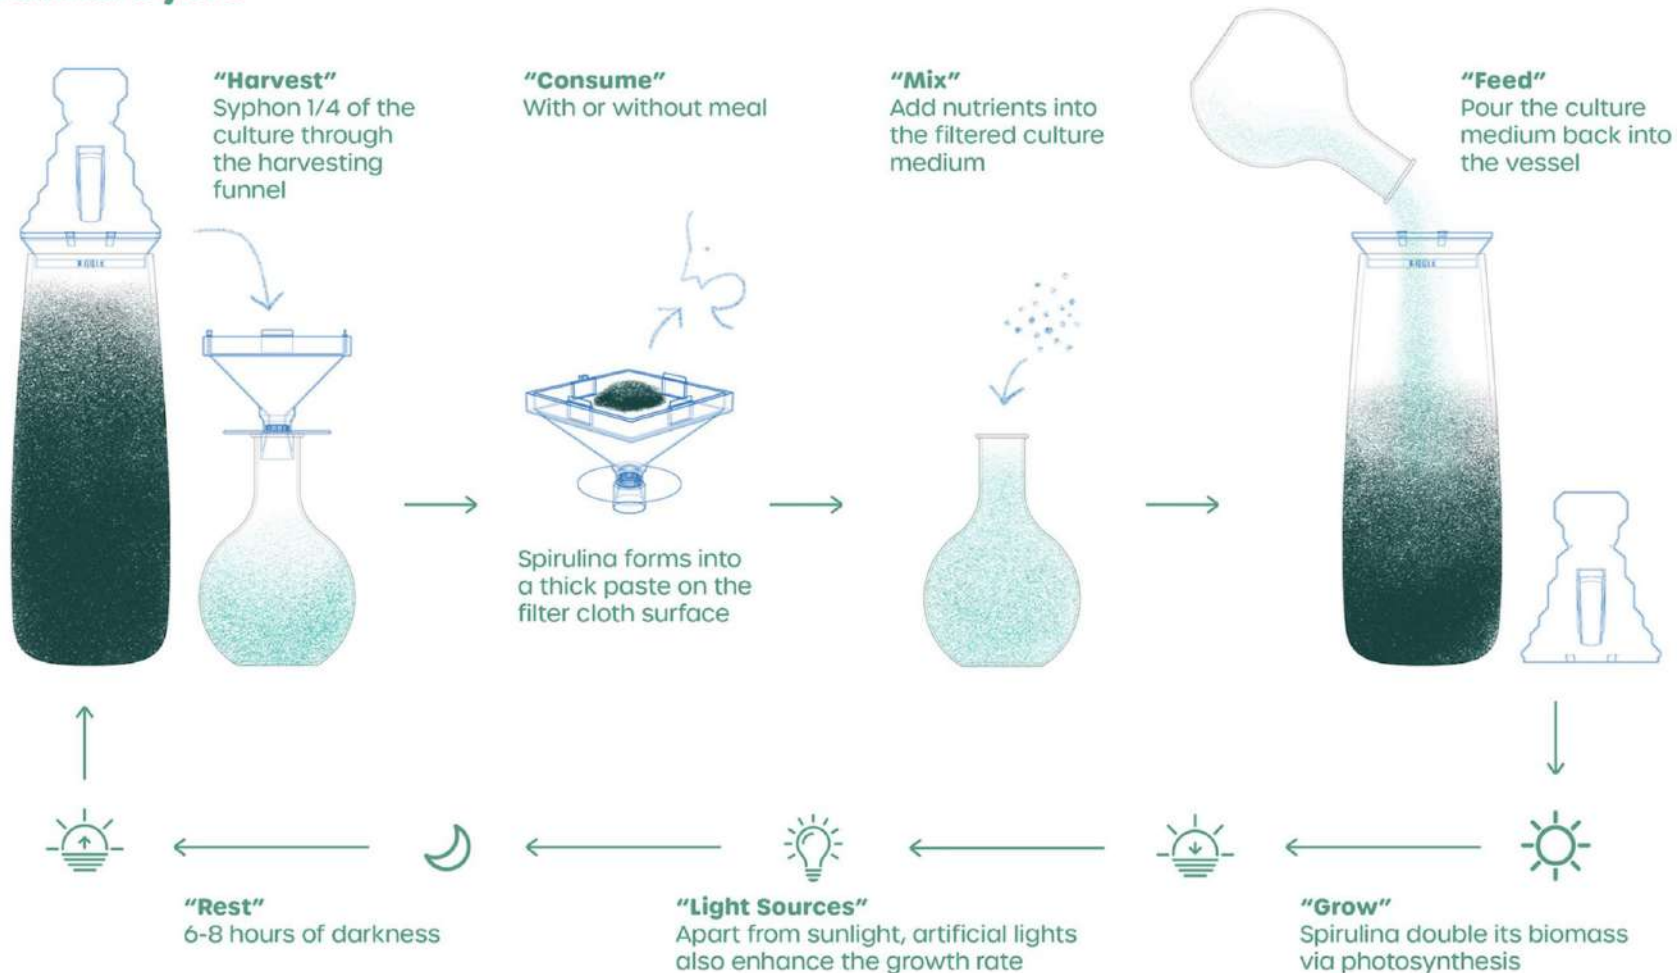 “Harvest”
Syphon 1/4 of the
culture through
the harvesting
funnel
“Consume”
With or without meal
“Mix”
Add nutrients into
the filtered culture
medium
“Feed”
Pour the culture
medium back into
the vessel
Spirulina forms into
a thick paste on the
filter cloth surface
“Rest”
6-8 hours of darkness
“Light Sources”
Apart from sunlight, artificial lights
also enhance the growth rate
“Grow”
Spirulina double its biomass
via photosynthesis